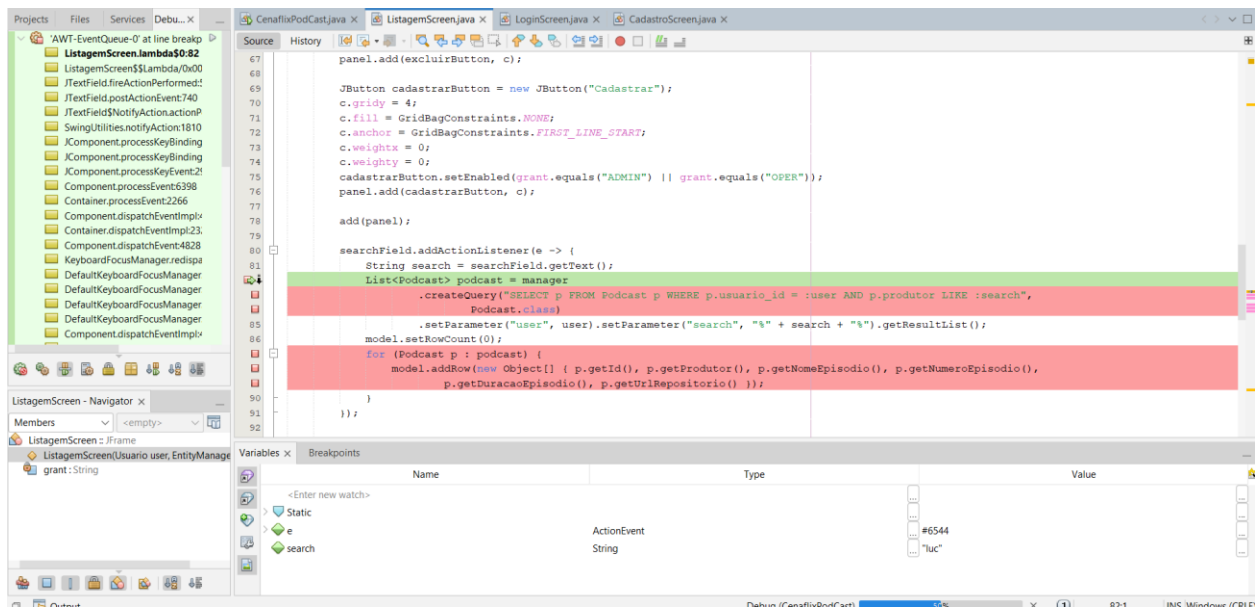 Projects Files Services Debu... ×
'AWT-EventQueue-0' at line breakp
ListagemScreen.lambda$0:82
ListagemScreen$$Lambda/0x00
JTextField.fireActionPerformed:5
JTextField.postActionEvent:740
JTextField$NotifyAction.actionP
SwingUtilities.notifyAction:1810
JComponent.processKeyBinding
JComponent.processKeyBinding
JComponent.processKeyEvent:29
Component.processEvent:6398
Container.processEvent:2266
Component.dispatchEventImpl:4
Container.dispatchEventImpl:23
Component.dispatchEvent:4828
KeyboardFocusManager.redispa
DefaultKeyboardFocusManager
DefaultKeyboardFocusManager
DefaultKeyboardFocusManager
DefaultKeyboardFocusManager
Component.dispatchEventImpl:4
ListagemScreen - Navigator ×
Members <empty>
ListagemScreen :: JFrame
ListagemScreen(Usuario user, EntityManage
grant : String
CenaflixPodCast.java × ListagemScreen.java × LoginScreen.java × CadastroScreen.java ×
Source History
67 panel.add(excluirButton, c);
68
69 JButton cadastrarButton = new JButton("Cadastrar");
70 c.gridy = 4;
71 c.fill = GridBagConstraints.NONE;
72 c.anchor = GridBagConstraints.FIRST_LINE_START;
73 c.weightx = 0;
74 c.weighty = 0;
75 cadastrarButton.setEnabled(grant.equals("ADMIN") || grant.equals("OPER"));
76 panel.add(cadastrarButton, c);
77
78 add(panel);
79
80 searchField.addActionListener(e -> {
81 String search = searchField.getText();
List<Podcast> podcast = manager
.createQuery("SELECT p FROM Podcast p WHERE p.usuario_id = :user AND p.produtor LIKE :search",
Podcast.class)
85 .setParameter("user", user).setParameter("search", "%" + search + "%").getResultList();
86 model.setRowCount(0);
for (Podcast p : podcast) {
model.addRow(new Object[] { p.getId(), p.getProdutor(), p.getNomeEpisodio(), p.getNumeroEpisodio(),
p.getDuracaoEpisodio(), p.getUrlRepositorio() });
90 }
91 });
92
Variables × Breakpoints
Name Type Value
<Enter new watch>
Static
e ActionEvent #6544
search String "luc"
Output Debug (CenaflixPodCast) 50% × (1) 82:1 INS Windows (CRLF